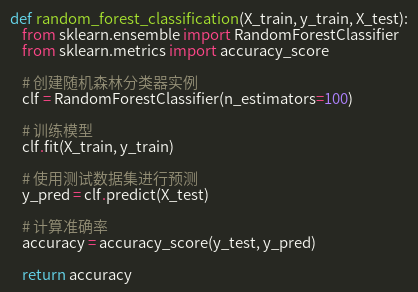 def random_forest_classification(X_train, y_train, X_test):
from sklearn.ensemble import RandomForestClassifier
from sklearn.metrics import accuracy_score
# 创建随机森林分类器实例
clf = RandomForestClassifier(n_estimators=100)
# 训练模型
clf.fit(X_train, y_train)
# 使用测试数据集进行预测
y_pred = clf.predict(X_test)
# 计算准确率
accuracy = accuracy_score(y_test, y_pred)
return accuracy